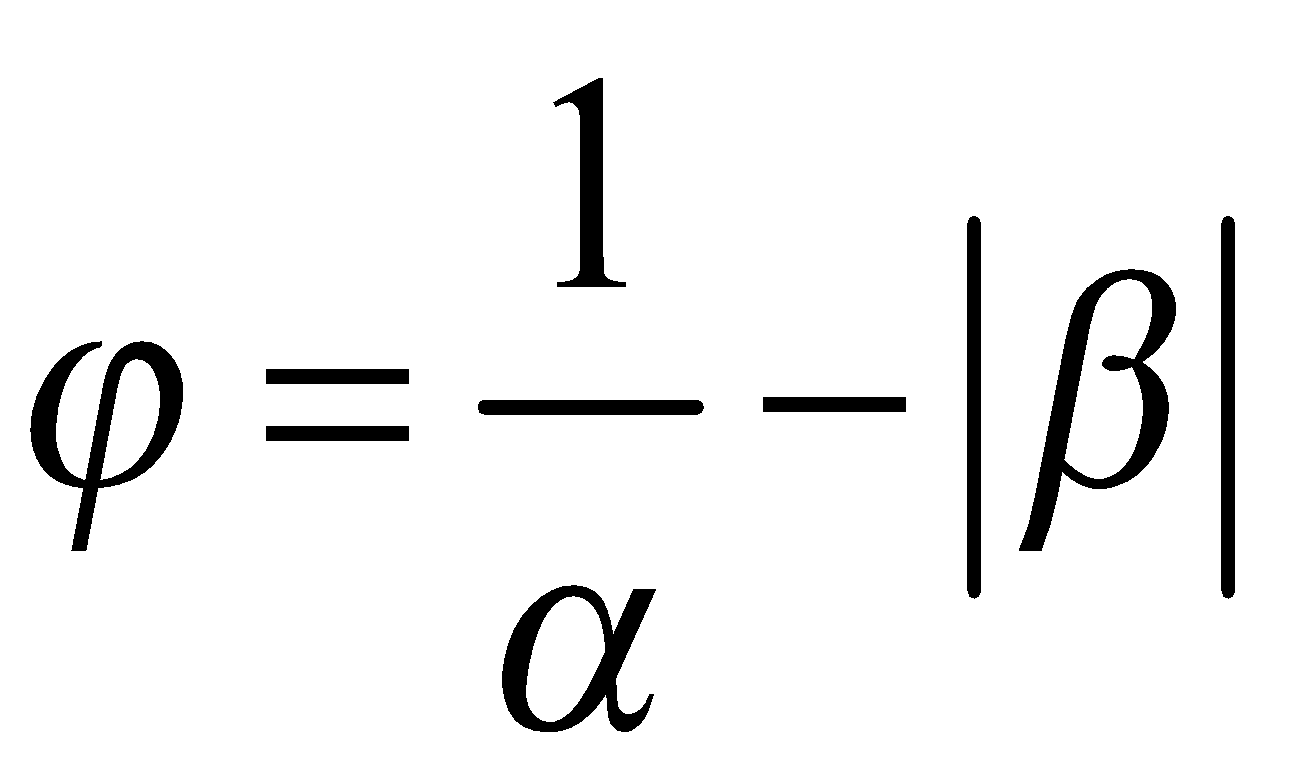 φ = 1/α − |β|